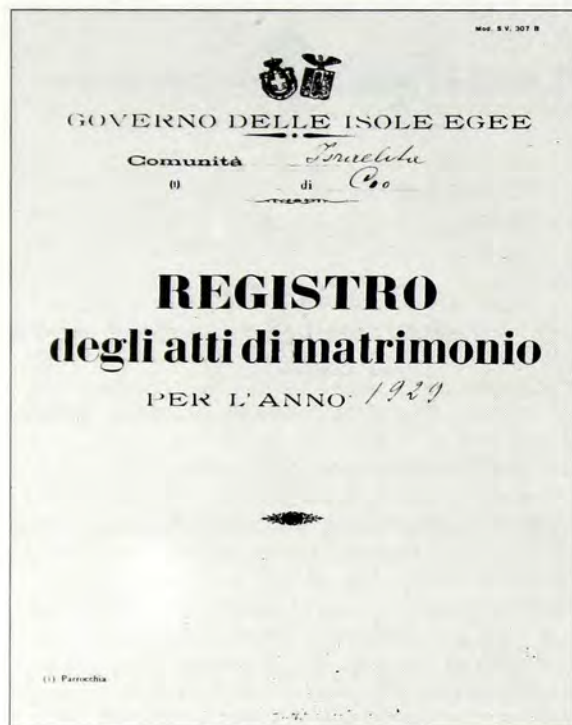 Mod. S.V. 307 B
GOVERNO DELLE ISOLE EGEE
Comunità Israelita
(1) di Coo
REGISTRO
degli atti di matrimonio
PER L'ANNO 1929
(1) Parrocchia